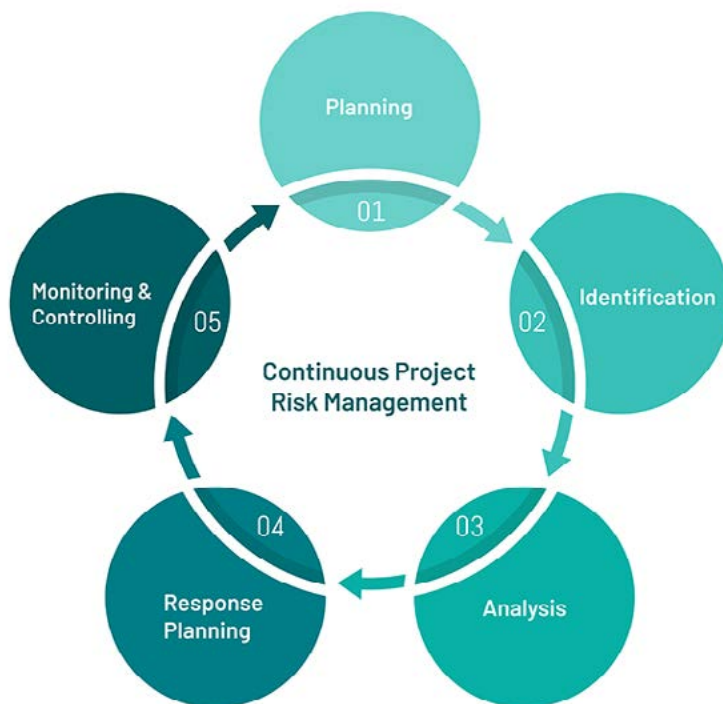 Planning
01
Identification
02
Analysis
03
Response
Planning
04
Monitoring &
Controlling
05
Continuous Project
Risk Management